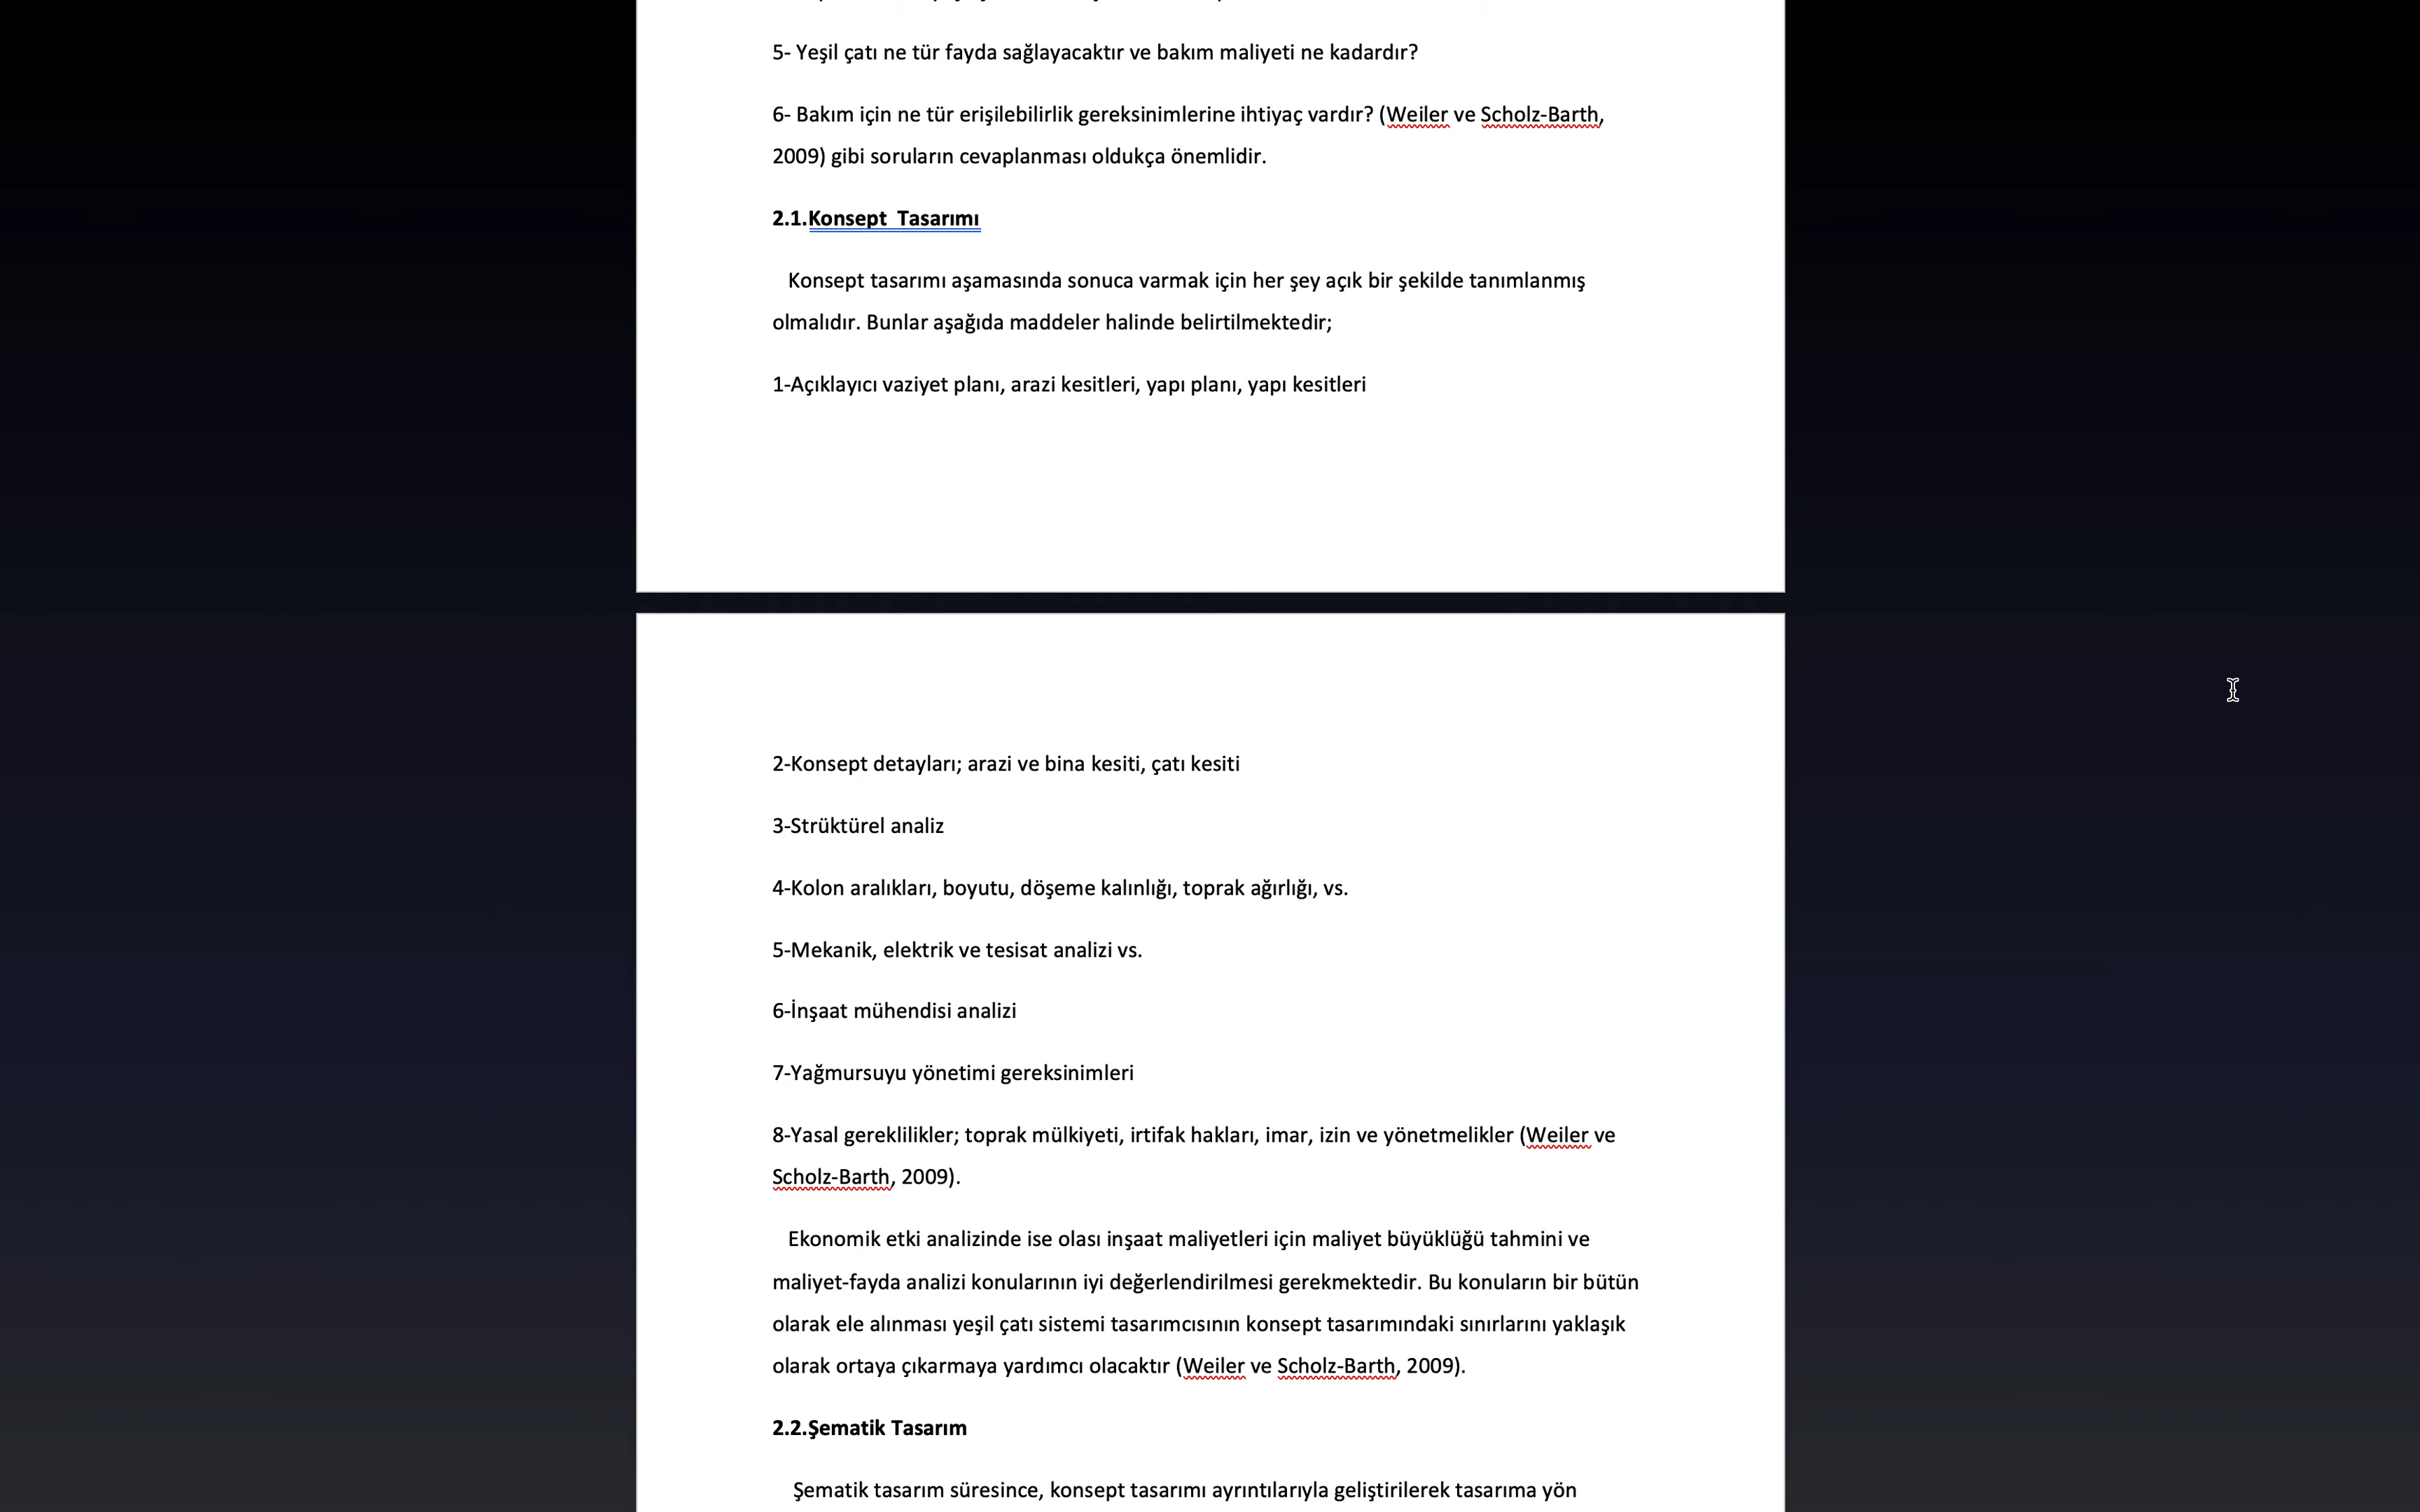 5- Yeşil çatı ne tür fayda sağlayacaktır ve bakım maliyeti ne kadardır?
6- Bakım için ne tür erişilebilirlik gereksinimlerine ihtiyaç vardır? (Weiler ve Scholz-Barth,
2009) gibi soruların cevaplanması oldukça önemlidir.
2.1.Konsept  Tasarımı
Konsept tasarımı aşamasında sonuca varmak için her şey açık bir şekilde tanımlanmış
olmalıdır. Bunlar aşağıda maddeler halinde belirtilmektedir;
1-Açıklayıcı vaziyet planı, arazi kesitleri, yapı planı, yapı kesitleri
2-Konsept detayları; arazi ve bina kesiti, çatı kesiti
3-Strüktürel analiz
4-Kolon aralıkları, boyutu, döşeme kalınlığı, toprak ağırlığı, vs.
5-Mekanik, elektrik ve tesisat analizi vs.
6-İnşaat mühendisi analizi
7-Yağmursuyu yönetimi gereksinimleri
8-Yasal gereklilikler; toprak mülkiyeti, irtifak hakları, imar, izin ve yönetmelikler (Weiler ve
Scholz-Barth, 2009).
Ekonomik etki analizinde ise olası inşaat maliyetleri için maliyet büyüklüğü tahmini ve
maliyet-fayda analizi konularının iyi değerlendirilmesi gerekmektedir. Bu konuların bir bütün
olarak ele alınması yeşil çatı sistemi tasarımcısının konsept tasarımındaki sınırlarını yaklaşık
olarak ortaya çıkarmaya yardımcı olacaktır (Weiler ve Scholz-Barth, 2009).
2.2.Şematik Tasarım
Şematik tasarım süresince, konsept tasarımı ayrıntılarıyla geliştirilerek tasarıma yön